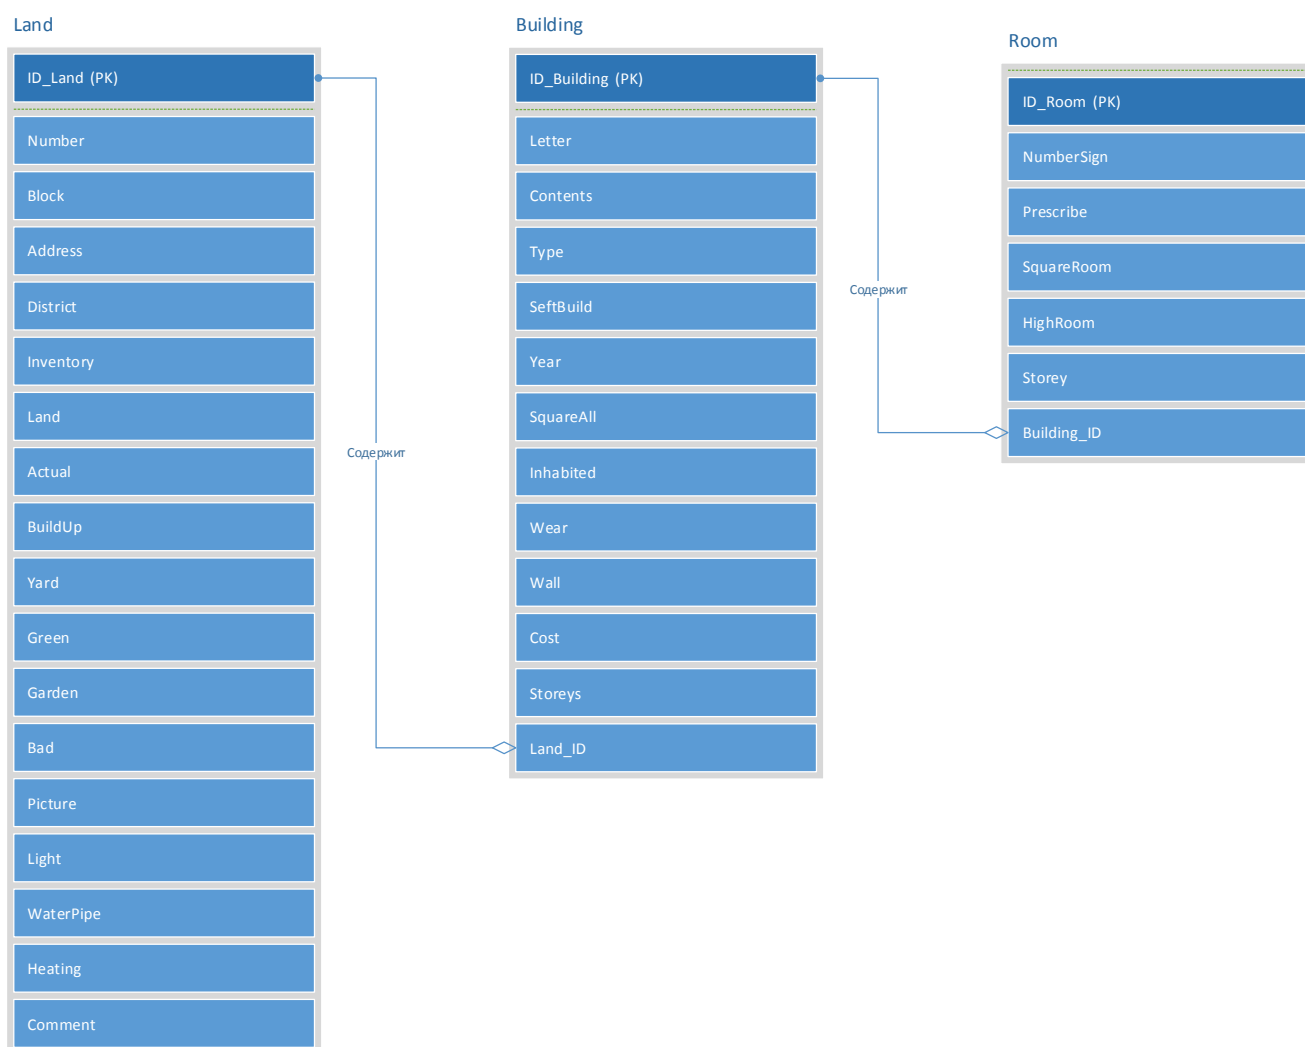 Land
ID_Land (PK)
Number
Block
Address
District
Inventory
Land
Actual
BuildUp
Yard
Green
Garden
Bad
Picture
Light
WaterPipe
Heating
Comment
Содержит
Building
ID_Building (PK)
Letter
Contents
Type
SeftBuild
Year
SquareAll
Inhabited
Wear
Wall
Cost
Storeys
Land_ID
Содержит
Room
ID_Room (PK)
NumberSign
Prescribe
SquareRoom
HighRoom
Storey
Building_ID